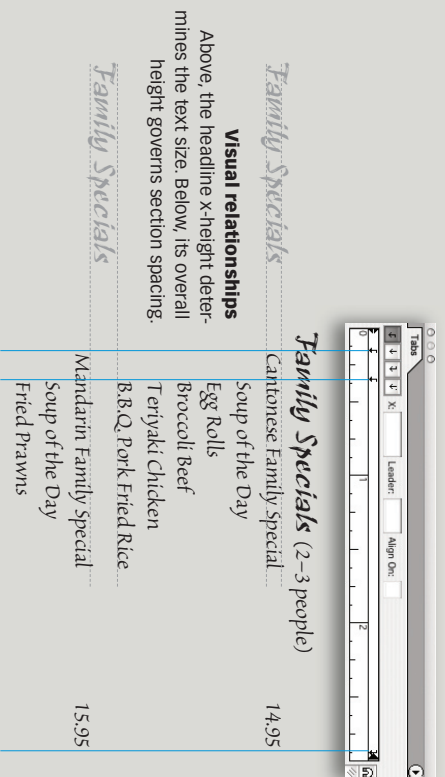 Tabs
X: Leader: Align On:
0 1 2
Family Specials (2–3 people)
Family Specials
Cantonese Family Special 14.95
Soup of the Day
Egg Rolls
Broccoli Beef
Teriyaki Chicken
B.B.Q. Pork Fried Rice
Visual relationships
Above, the headline x-height deter-
mines the text size. Below, its overall
height governs section spacing.
Family Specials
Mandarin Family Special 15.95
Soup of the Day
Fried Prawns